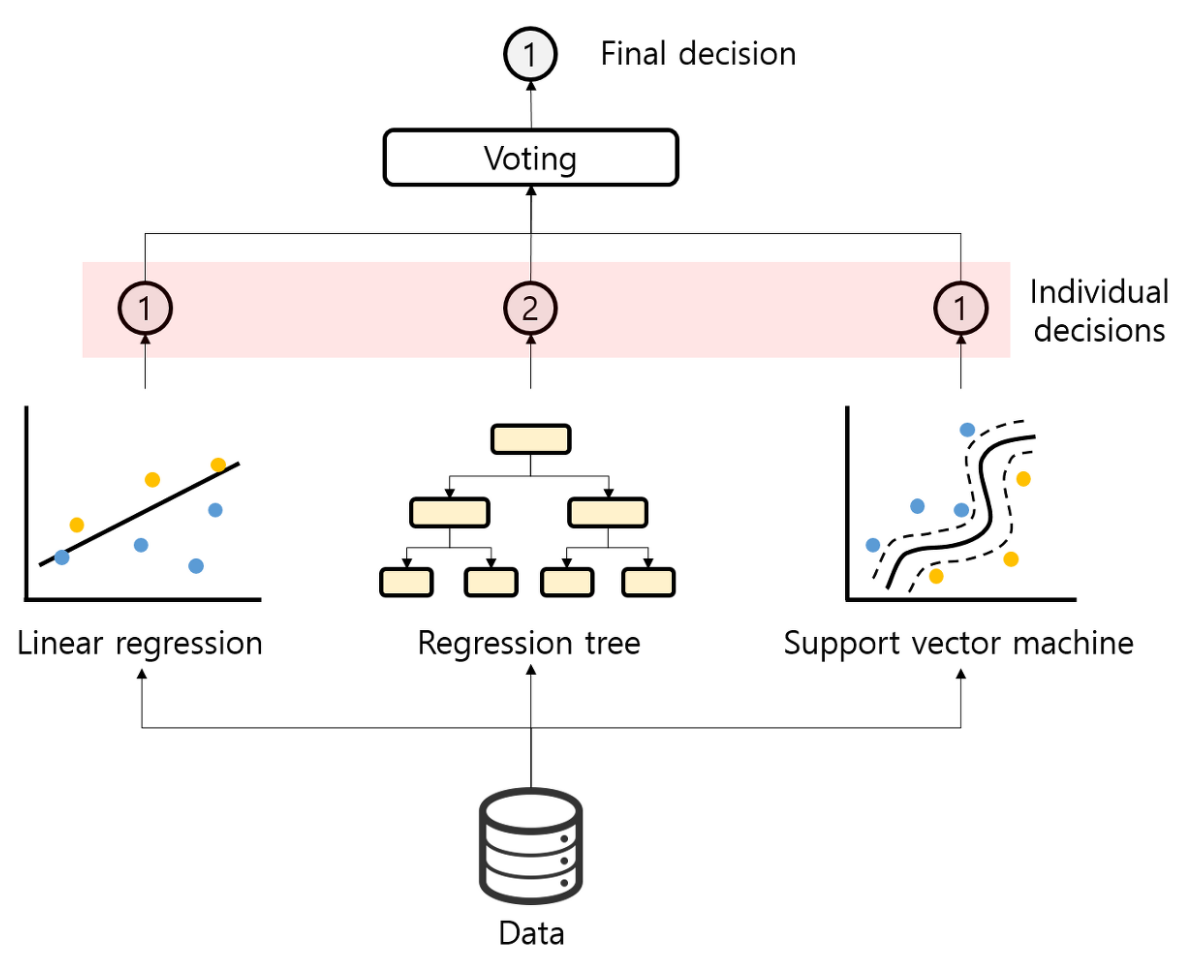 1 Final decision
Voting
1 2 1
Individual
decisions
Linear regression
Regression tree
Support vector machine
Data